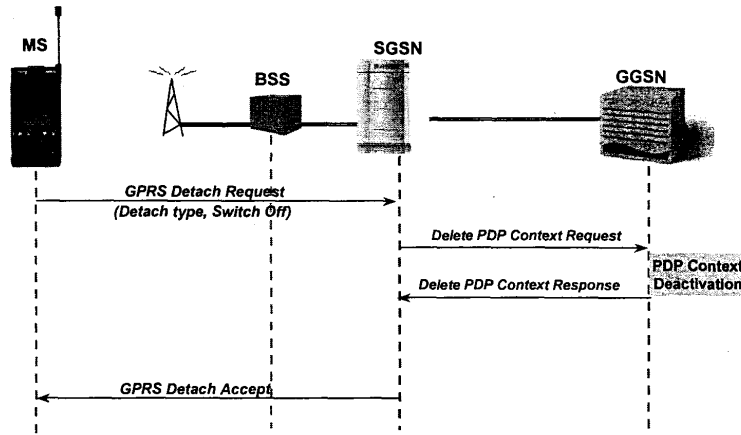 MS
BSS
SGSN
GGSN
GPRS Detach Request
(Detach type, Switch Off)
Delete PDP Context Request
PDP Context
Deactivation
Delete PDP Context Response
GPRS Detach Accept